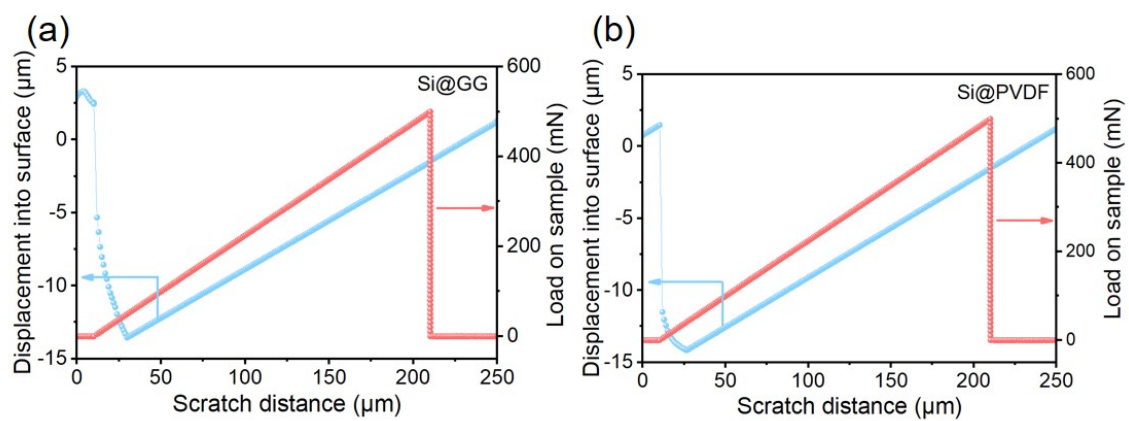 (a)
Si@GG
Displacement into surface (μm)
5
0
-5
-10
-15
Load on sample (mN)
600
400
200
0
0 50 100 150 200 250
Scratch distance (μm)
(b)
Si@PVDF
Displacement into surface (μm)
5
0
-5
-10
-15
Load on sample (mN)
600
400
200
0
0 50 100 150 200 250
Scratch distance (μm)